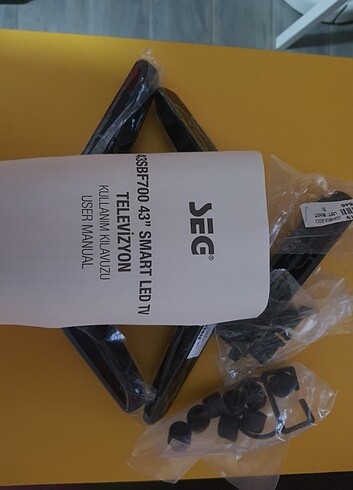 SEG®
43SBF700 43" SMART LED TV
TELEVİZYON
KULLANIM KILAVUZU
USER MANUAL